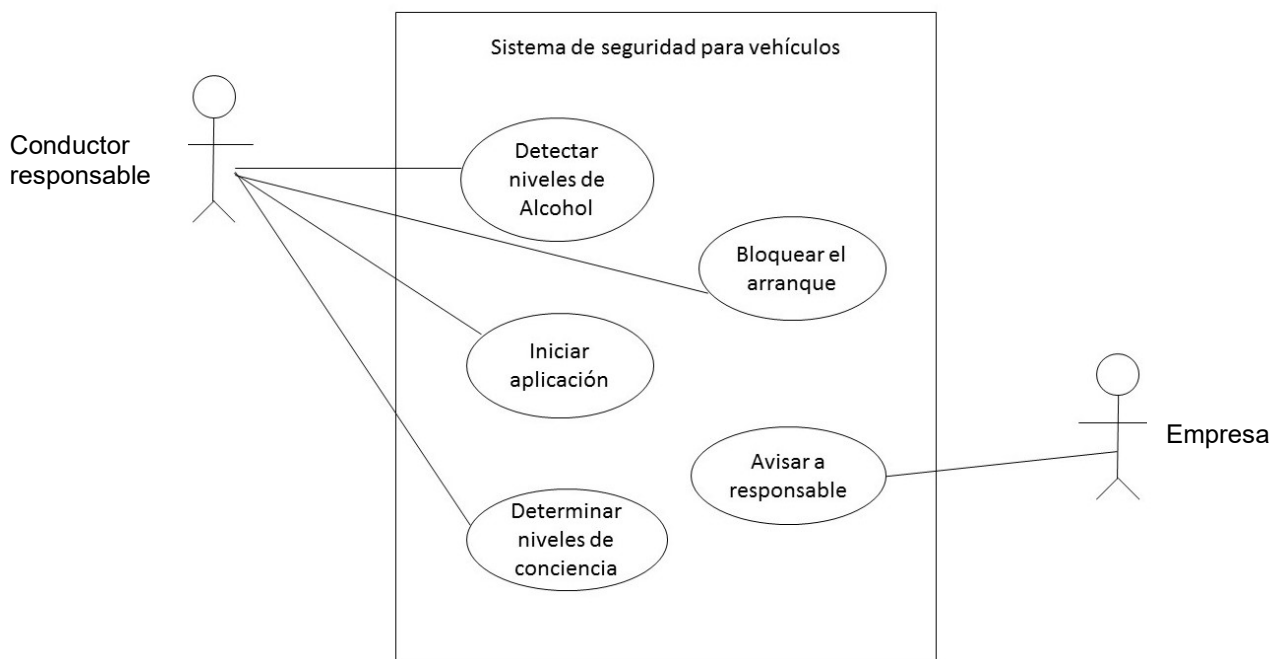 Sistema de seguridad para vehículos
Conductor
responsable
Detectar
niveles de
Alcohol
Bloquear el
arranque
Iniciar
aplicación
Avisar a
responsable
Empresa
Determinar
niveles de
conciencia